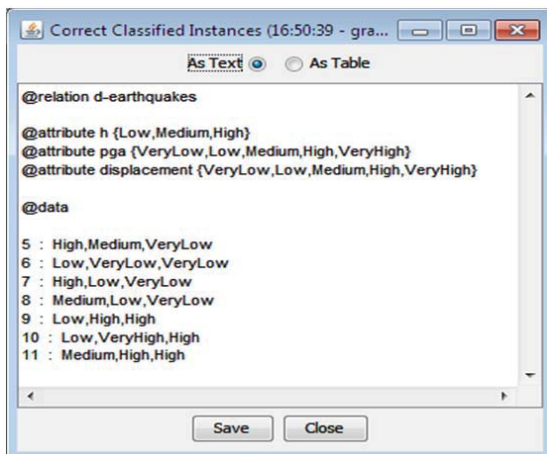 Correct Classified Instances (16:50:39 - gra...
As Text As Table
@relation d-earthquakes
@attribute h {Low,Medium,High}
@attribute pga {VeryLow,Low,Medium,High,VeryHigh}
@attribute displacement {VeryLow,Low,Medium,High,VeryHigh}
@data
5 : High,Medium,VeryLow
6 : Low,VeryLow,VeryLow
7 : High,Low,VeryLow
8 : Medium,Low,VeryLow
9 : Low,High,High
10 : Low,VeryHigh,High
11 : Medium,High,High
Save Close